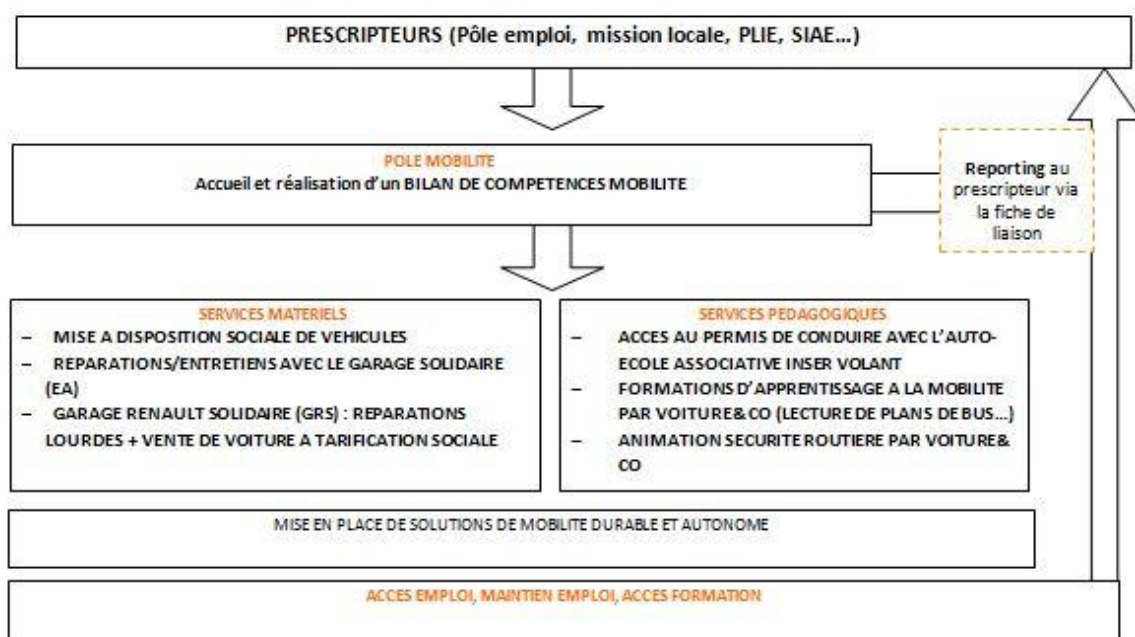 PRESCRIPTEURS (Pôle emploi, mission locale, PLIE, SIAE...)
POLE MOBILITE
Accueil et réalisation d'un BILAN DE COMPETENCES MOBILITE
Reporting au
prescripteur via
la fiche de
liaison
SERVICES MATERIELS
– MISE A DISPOSITION SOCIALE DE VEHICULES
– REPARATIONS/ENTRETIENS AVEC LE GARAGE SOLIDAIRE
(EA)
– GARAGE RENAULT SOLIDAIRE (GRS) : REPARATIONS
LOURDES + VENTE DE VOITURE A TARIFICATION SOCIALE
SERVICES PEDAGOGIQUES
– ACCES AU PERMIS DE CONDUIRE AVEC L'AUTO-
ECOLE ASSOCIATIVE INSER VOLANT
– FORMATIONS D'APPRENTISSAGE A LA MOBILITE
PAR VOITURE&CO (LECTURE DE PLANS DE BUS...)
– ANIMATION SECURITE ROUTIERE PAR VOITURE&
CO
MISE EN PLACE DE SOLUTIONS DE MOBILITE DURABLE ET AUTONOME
ACCES EMPLOI, MAINTIEN EMPLOI, ACCES FORMATION